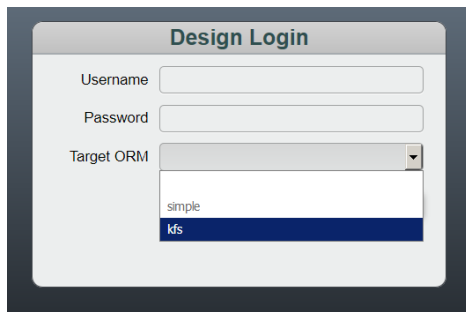 Design Login
Username
Password
Target ORM
simple
kfs